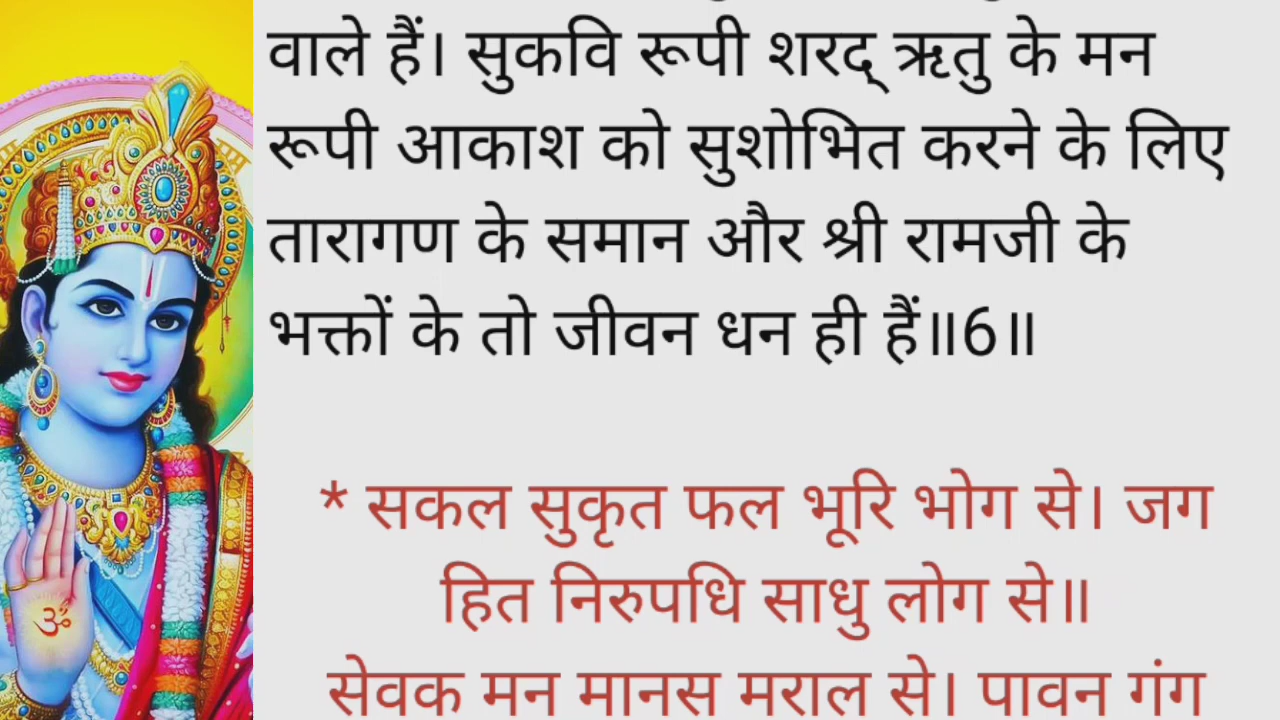 वाले हैं। सुकवि रूपी शरद् ऋतु के मन
रूपी आकाश को सुशोभित करने के लिए
तारागण के समान और श्री रामजी के
भक्तों के तो जीवन धन ही हैं॥6॥
* सकल सुकृत फल भूरि भोग से। जग
हित निरुपधि साधु लोग से॥
सेवक मन मानस मराल से। पावन गंग
ॐ